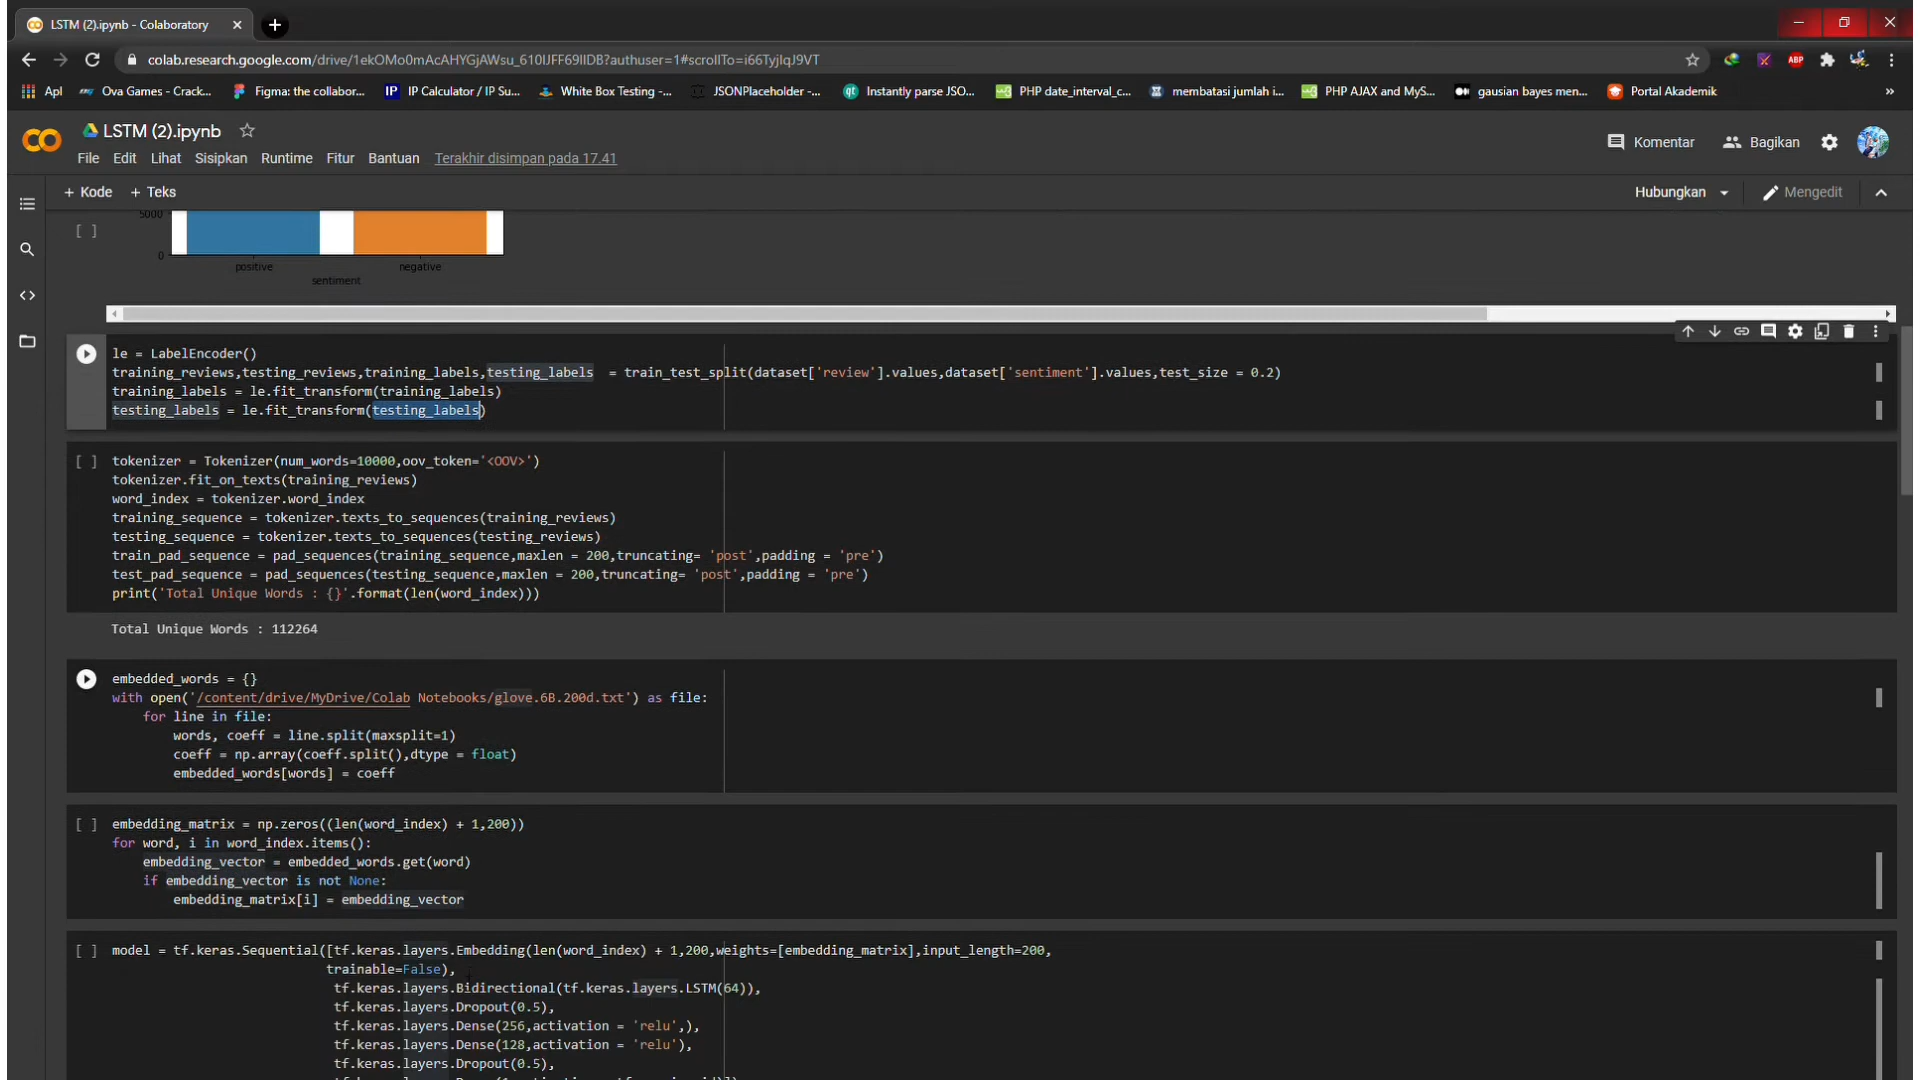 LSTM (2).ipynb - Colaboratory
colab.research.google.com/drive/1ekOMo0mAcAHYGjAWsu_610IJFF69IIDB?authuser=1#scrollTo=i66TyjIqJ9VT
ABP
Apl
Ova Games - Crack...
Figma: the collabor...
IP
IP Calculator / IP Su...
White Box Testing -...
JSONPlaceholder -...
qt
Instantly parse JSO...
PHP date_interval_c...
membatasi jumlah i...
PHP AJAX and MyS...
gausian bayes men...
Portal Akademik
LSTM (2).ipynb
File
Edit
Lihat
Sisipkan
Runtime
Fitur
Bantuan
Terakhir disimpan pada 17.41
Komentar
Bagikan
+ Kode
+ Teks
Hubungkan
Mengedit
5000
[ ]
0
positive
negative
sentiment
le = LabelEncoder()
training_reviews,testing_reviews,training_labels,testing_labels  = train_test_split(dataset['review'].values,dataset['sentiment'].values,test_size = 0.2)
training_labels = le.fit_transform(training_labels)
testing_labels = le.fit_transform(testing_labels)
[ ] tokenizer = Tokenizer(num_words=10000,oov_token='<OOV>')
tokenizer.fit_on_texts(training_reviews)
word_index = tokenizer.word_index
training_sequence = tokenizer.texts_to_sequences(training_reviews)
testing_sequence = tokenizer.texts_to_sequences(testing_reviews)
train_pad_sequence = pad_sequences(training_sequence,maxlen = 200,truncating= 'post',padding = 'pre')
test_pad_sequence = pad_sequences(testing_sequence,maxlen = 200,truncating= 'post',padding = 'pre')
print('Total Unique Words : {}'.format(len(word_index)))
Total Unique Words : 112264
embedded_words = {}
with open('/content/drive/MyDrive/Colab Notebooks/glove.6B.200d.txt') as file:
    for line in file:
        words, coeff = line.split(maxsplit=1)
        coeff = np.array(coeff.split(),dtype = float)
        embedded_words[words] = coeff
[ ] embedding_matrix = np.zeros((len(word_index) + 1,200))
for word, i in word_index.items():
    embedding_vector = embedded_words.get(word)
    if embedding_vector is not None:
        embedding_matrix[i] = embedding_vector
[ ] model = tf.keras.Sequential([tf.keras.layers.Embedding(len(word_index) + 1,200,weights=[embedding_matrix],input_length=200,
trainable=False),
tf.keras.layers.Bidirectional(tf.keras.layers.LSTM(64)),
tf.keras.layers.Dropout(0.5),
tf.keras.layers.Dense(256,activation = 'relu',),
tf.keras.layers.Dense(128,activation = 'relu'),
tf.keras.layers.Dropout(0.5),